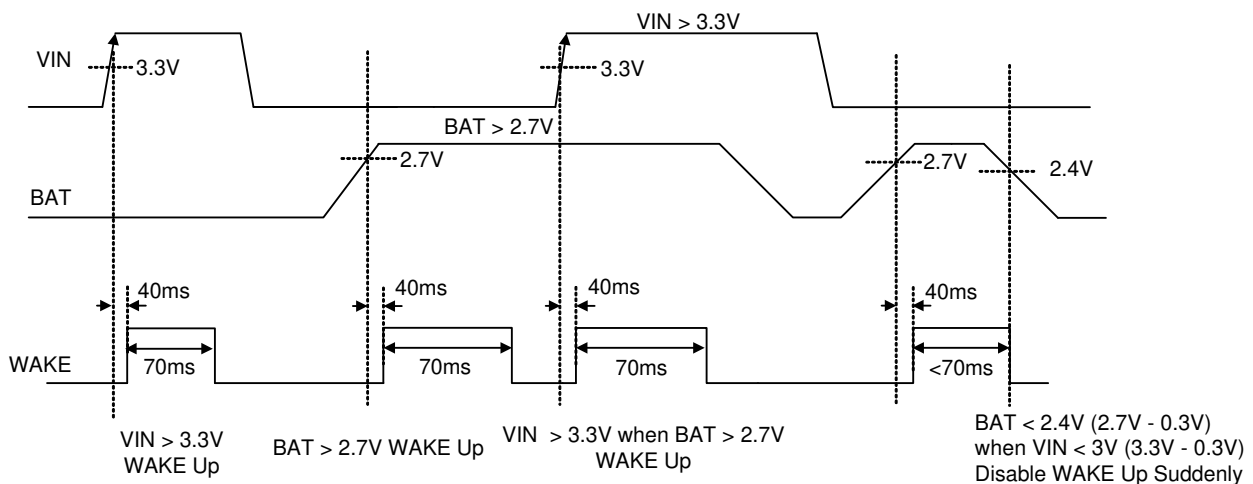 VIN > 3.3V
VIN
3.3V
3.3V
BAT > 2.7V
2.7V
2.7V
2.4V
BAT
40ms
40ms
40ms
40ms
WAKE
70ms
70ms
70ms
<70ms
VIN > 3.3V
WAKE Up
BAT > 2.7V WAKE Up
VIN > 3.3V when BAT > 2.7V
WAKE Up
BAT < 2.4V (2.7V - 0.3V)
when VIN < 3V (3.3V - 0.3V)
Disable WAKE Up Suddenly